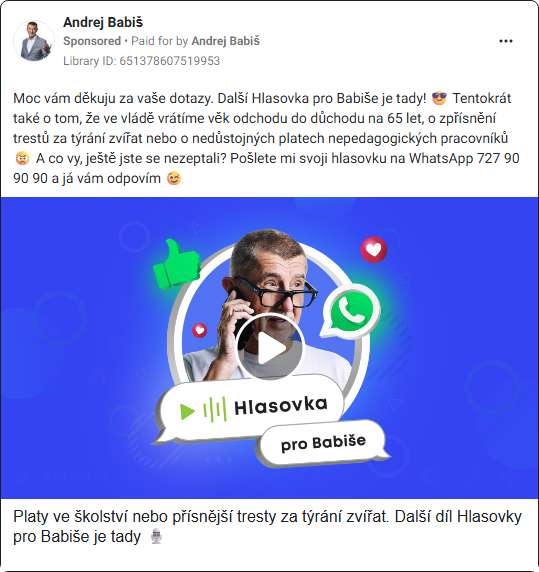 Andrej Babiš
Sponsored • Paid for by Andrej Babiš
Library ID: 651378607519953
Moc vám děkuju za vaše dotazy. Další Hlasovka pro Babiše je tady! 😎 Tentokrát
také o tom, že ve vládě vrátíme věk odchodu do důchodu na 65 let, o zpřísnění
trestů za týrání zvířat nebo o nedůstojných platech nepedagogických pracovníků
😡 A co vy, ještě jste se nezeptali? Pošlete mi svoji hlasovku na WhatsApp 727 90
90 90 a já vám odpovím 😉
Hlasovka
pro Babiše
Platy ve školství nebo přísnější tresty za týrání zvířat. Další díl Hlasovky
pro Babiše je tady 🎙️